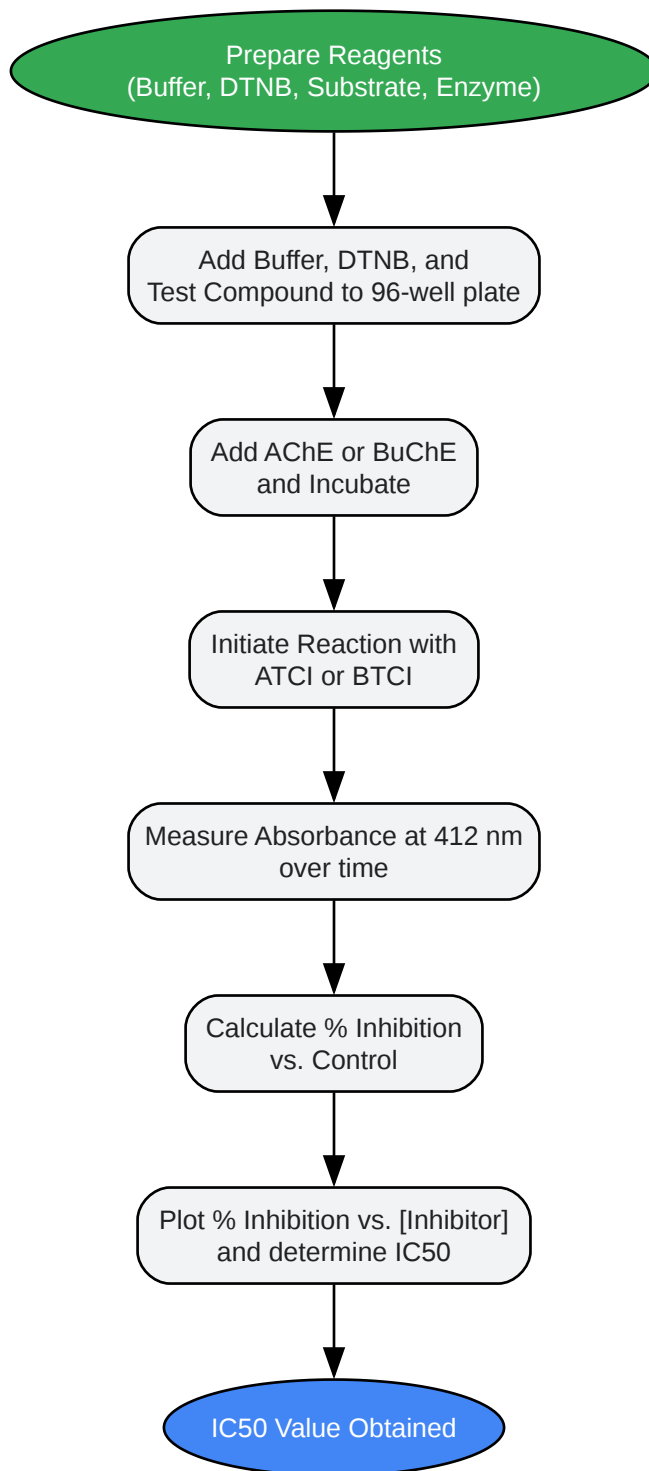 Prepare Reagents
(Buffer, DTNB, Substrate, Enzyme)
Add Buffer, DTNB, and
Test Compound to 96-well plate
Add AChE or BuChE
and Incubate
Initiate Reaction with
ATCI or BTCI
Measure Absorbance at 412 nm
over time
Calculate % Inhibition
vs. Control
Plot % Inhibition vs. [Inhibitor]
and determine IC50
IC50 Value Obtained